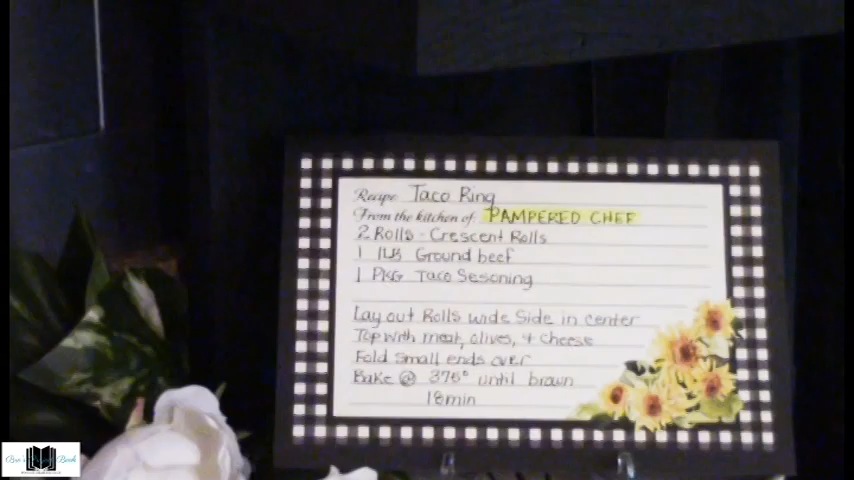 Recipe Taco Ring
From the kitchen of PAMPERED CHEF
2 Rolls - Crescent Rolls
1 1LB Ground beef
1 PKG Taco Sesoning
Lay out Rolls wide Side in center
Top with meat, olives, & cheese
Fold Small ends over
Bake @ 375° until brown
18min